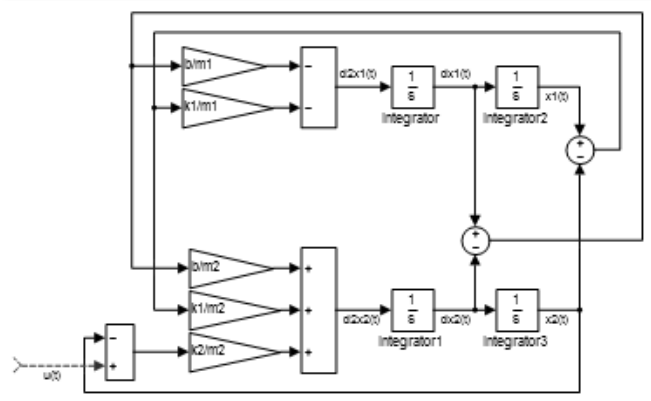 b/m1
k1/m1
−
−
d2x1(t)
1
s
Integrator
dx1(t)
1
s
Integrator2
x1(t)
+
−
+
−
b/m2
k1/m2
k2/m2
+
+
+
d2x2(t)
1
s
Integrator1
dx2(t)
1
s
Integrator3
x2(t)
−
+
u(t)